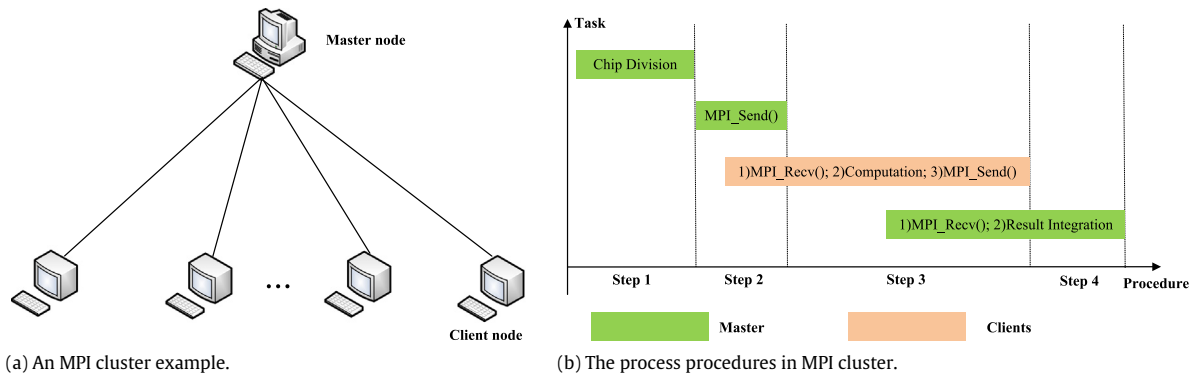 Master node
...
Client node
(a) An MPI cluster example.
Task
Chip Division
MPI_Send()
1)MPI_Recv(); 2)Computation; 3)MPI_Send()
1)MPI_Recv(); 2)Result Integration
Step 1
Step 2
Step 3
Step 4
Procedure
Master
Clients
(b) The process procedures in MPI cluster.